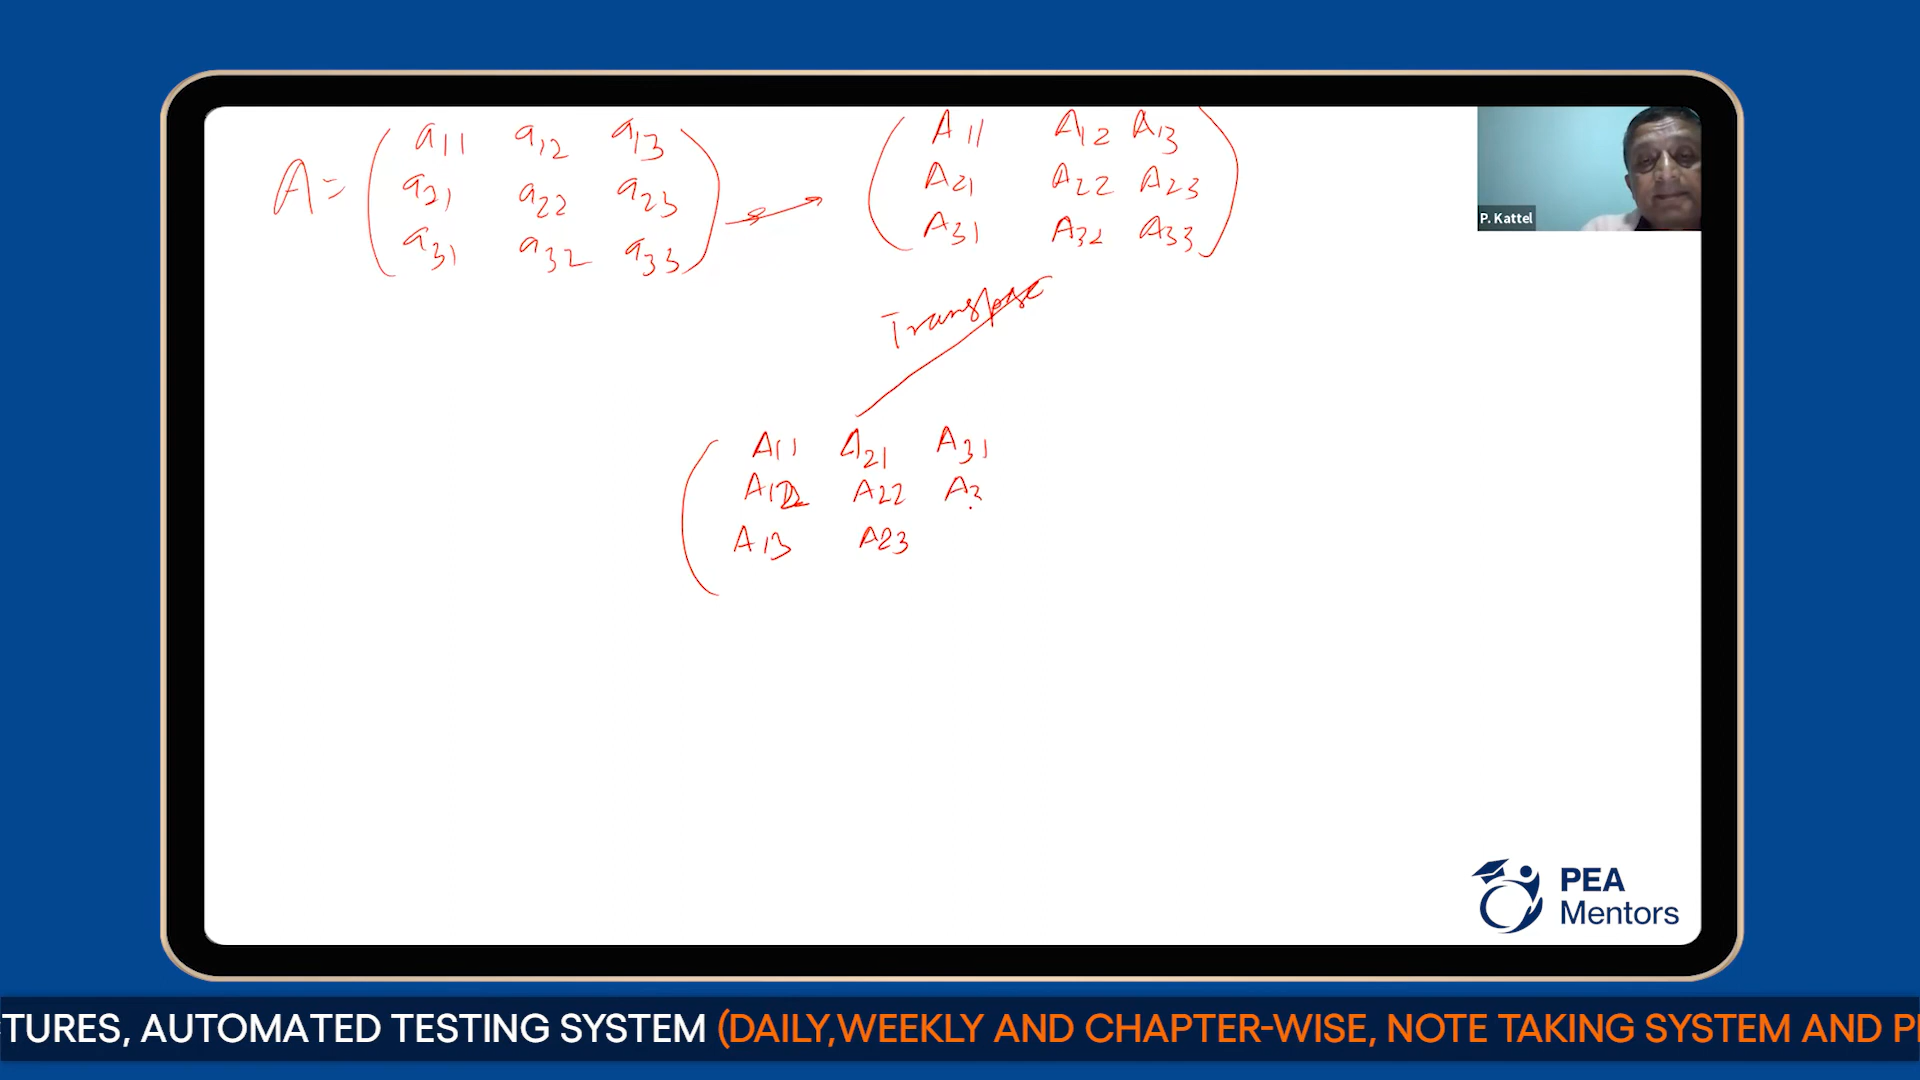 A = ( a11 a12 a13
a21 a22 a23
a31 a32 a33 ) →
( A11 A12 A13
A21 A22 A23
A31 A32 A33 )
P. Kattel
Transpose
( A11 A21 A31
A12 A22 A3
A13 A23
PEA
Mentors
TURES, AUTOMATED TESTING SYSTEM (DAILY,WEEKLY AND CHAPTER-WISE, NOTE TAKING SYSTEM AND P